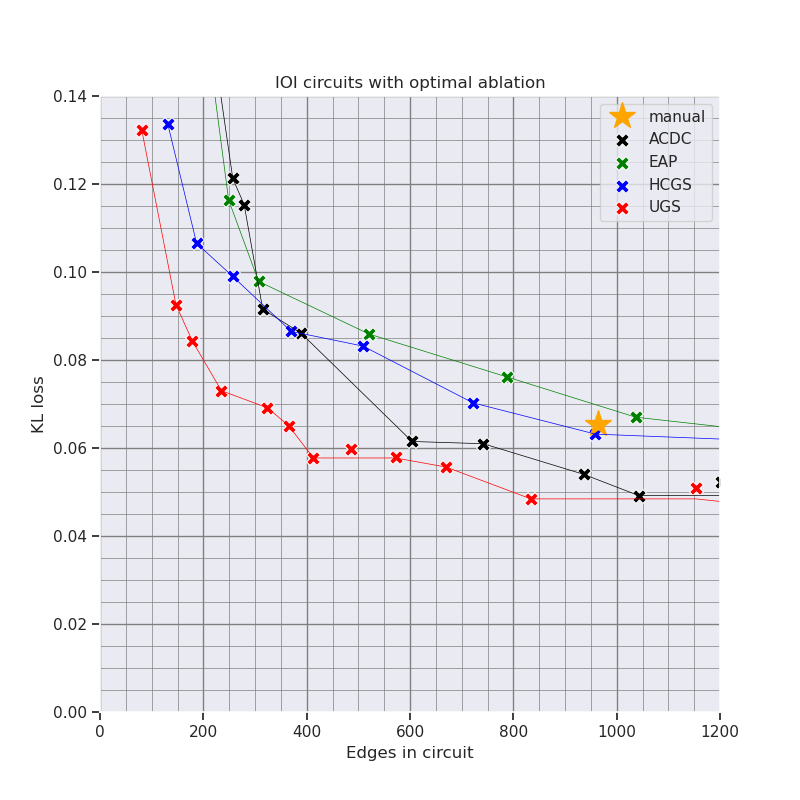 IOI circuits with optimal ablation
0.14
0.12
0.10
0.08
0.06
0.04
0.02
0.00
KL loss
manual
ACDC
EAP
HCGS
UGS
0
200
400
600
800
1000
1200
Edges in circuit